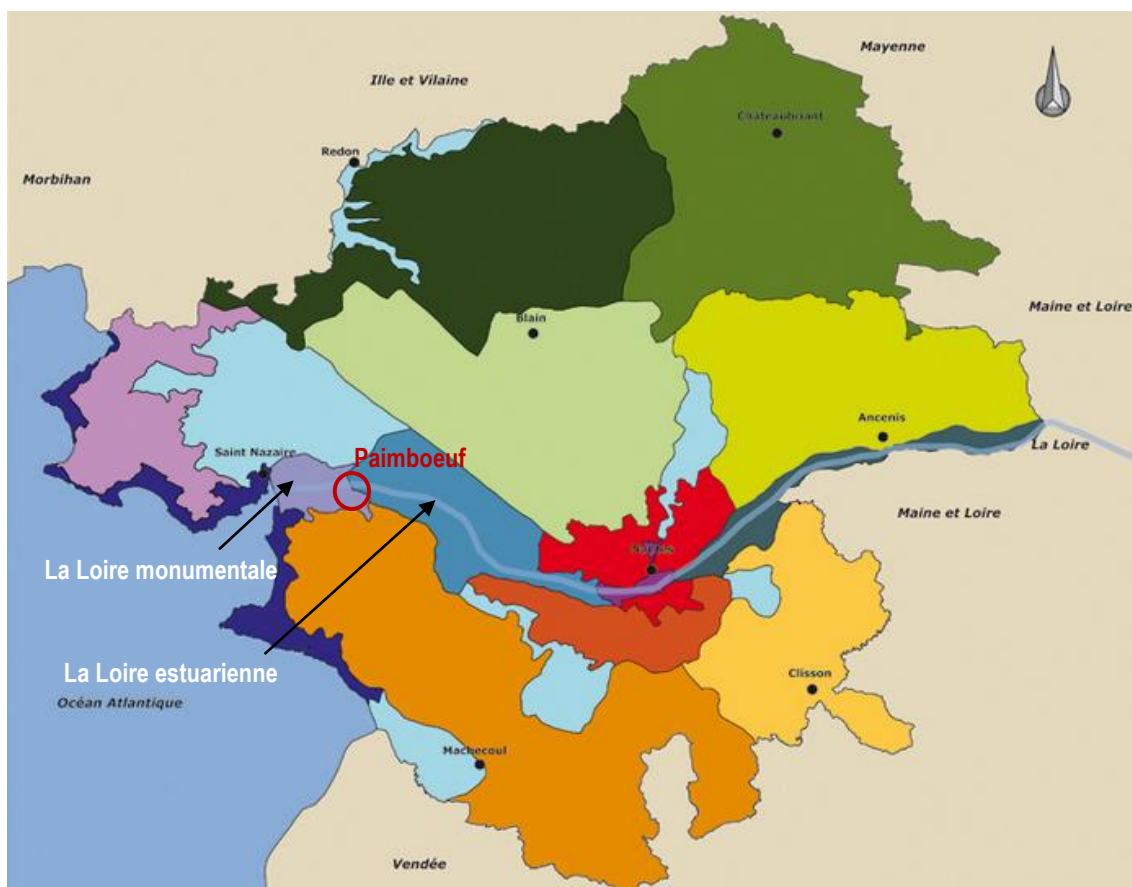 Mayenne
Ille et Vilaine
Chateaubriant
Redon
Morbihan
Maine et Loire
Blain
Ancenis
La Loire
Saint Nazaire
Paimboeuf
Maine et Loire
La Loire monumentale
La Loire estuarienne
Clisson
Océan Atlantique
Machecoul
Vendée